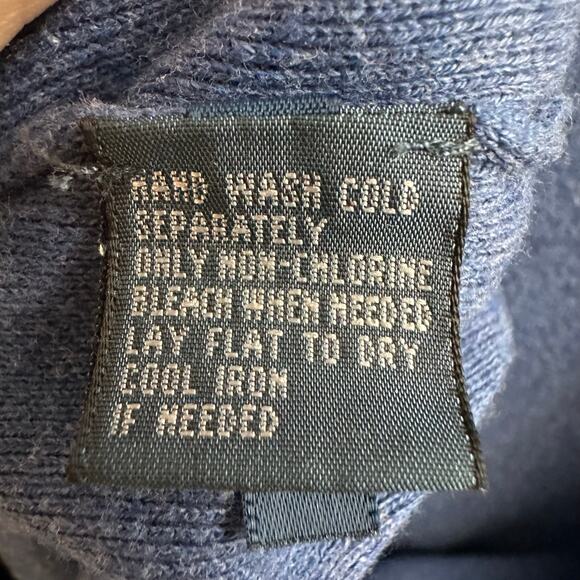 HAND WASH COLD
SEPARATELY
ONLY NON-CHLORINE
BLEACH WHEN NEEDED
LAY FLAT TO DRY
COOL IRON
IF NEEDED